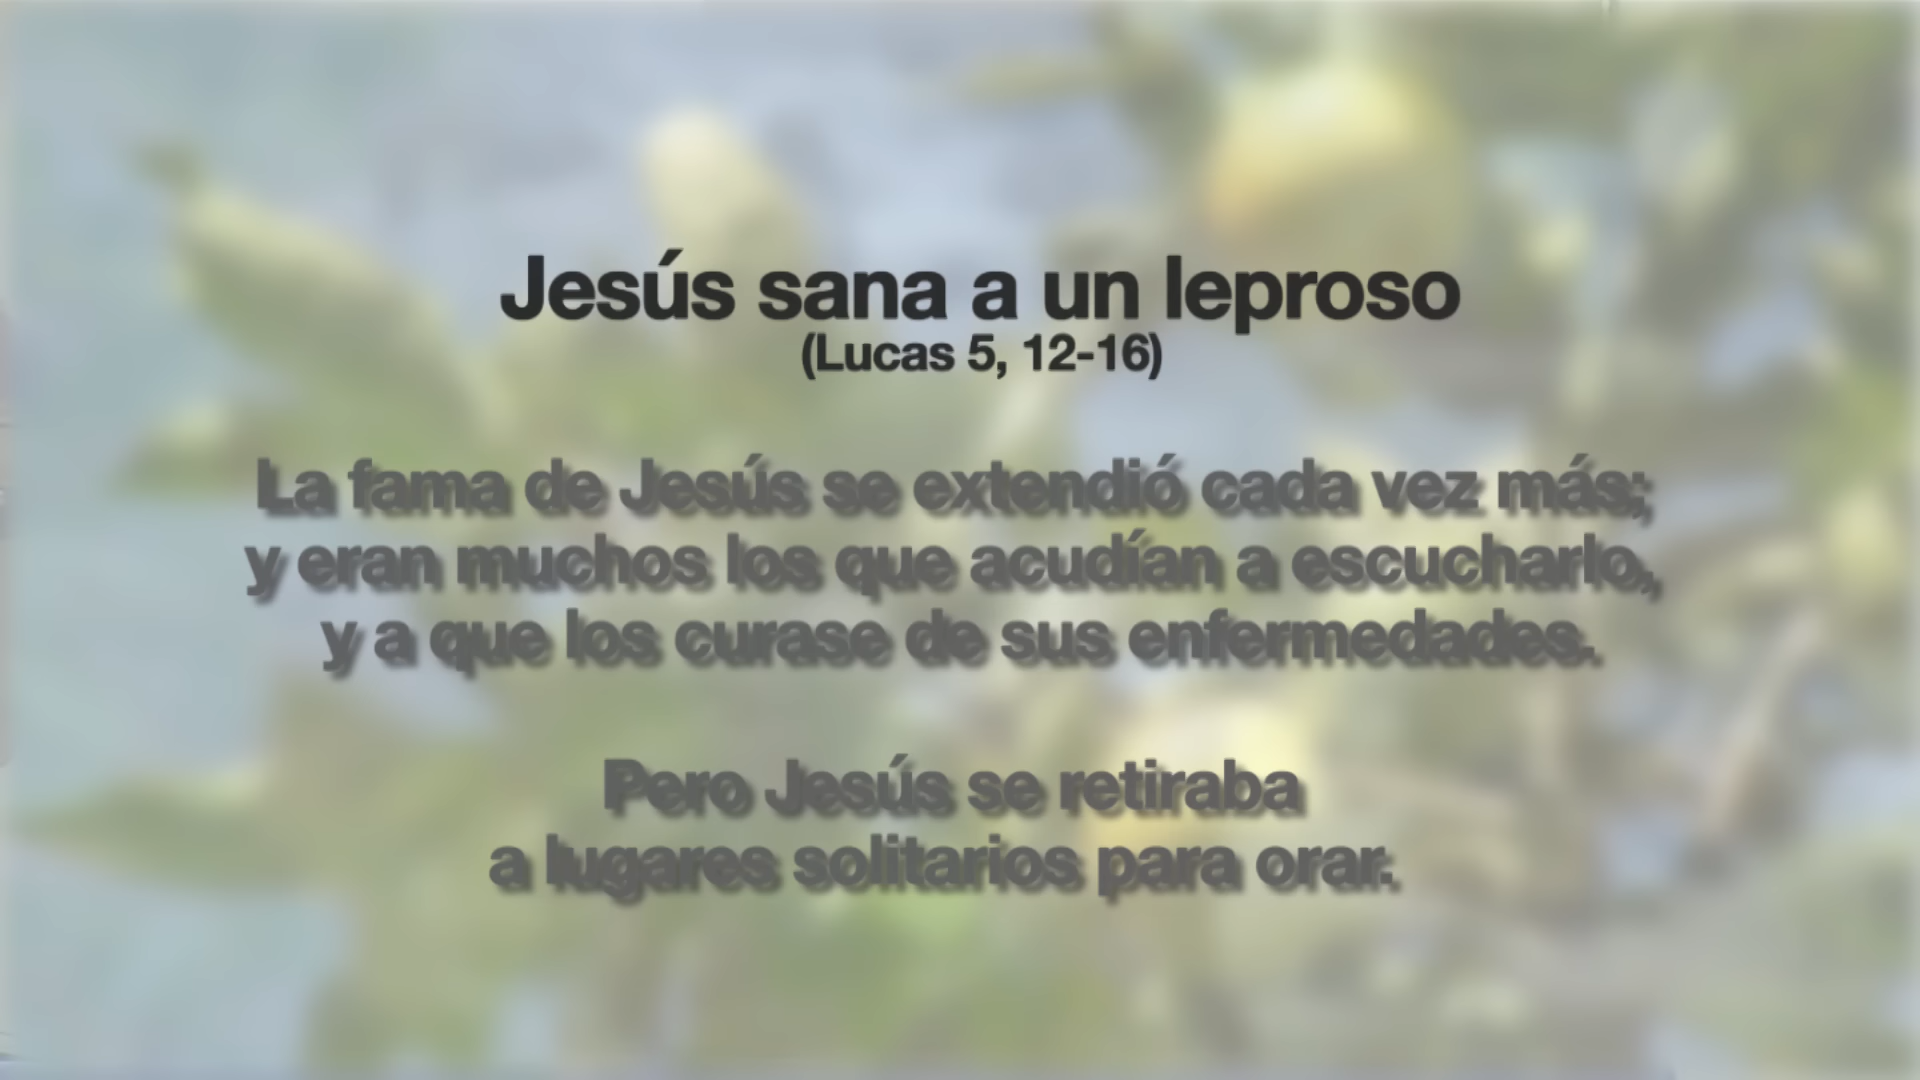 Jesús sana a un leproso
(Lucas 5, 12-16)
La fama de Jesús se extendió cada vez más;
y eran muchos los que acudían a escucharlo,
y a que los curase de sus enfermedades.
Pero Jesús se retiraba
a lugares solitarios para orar.